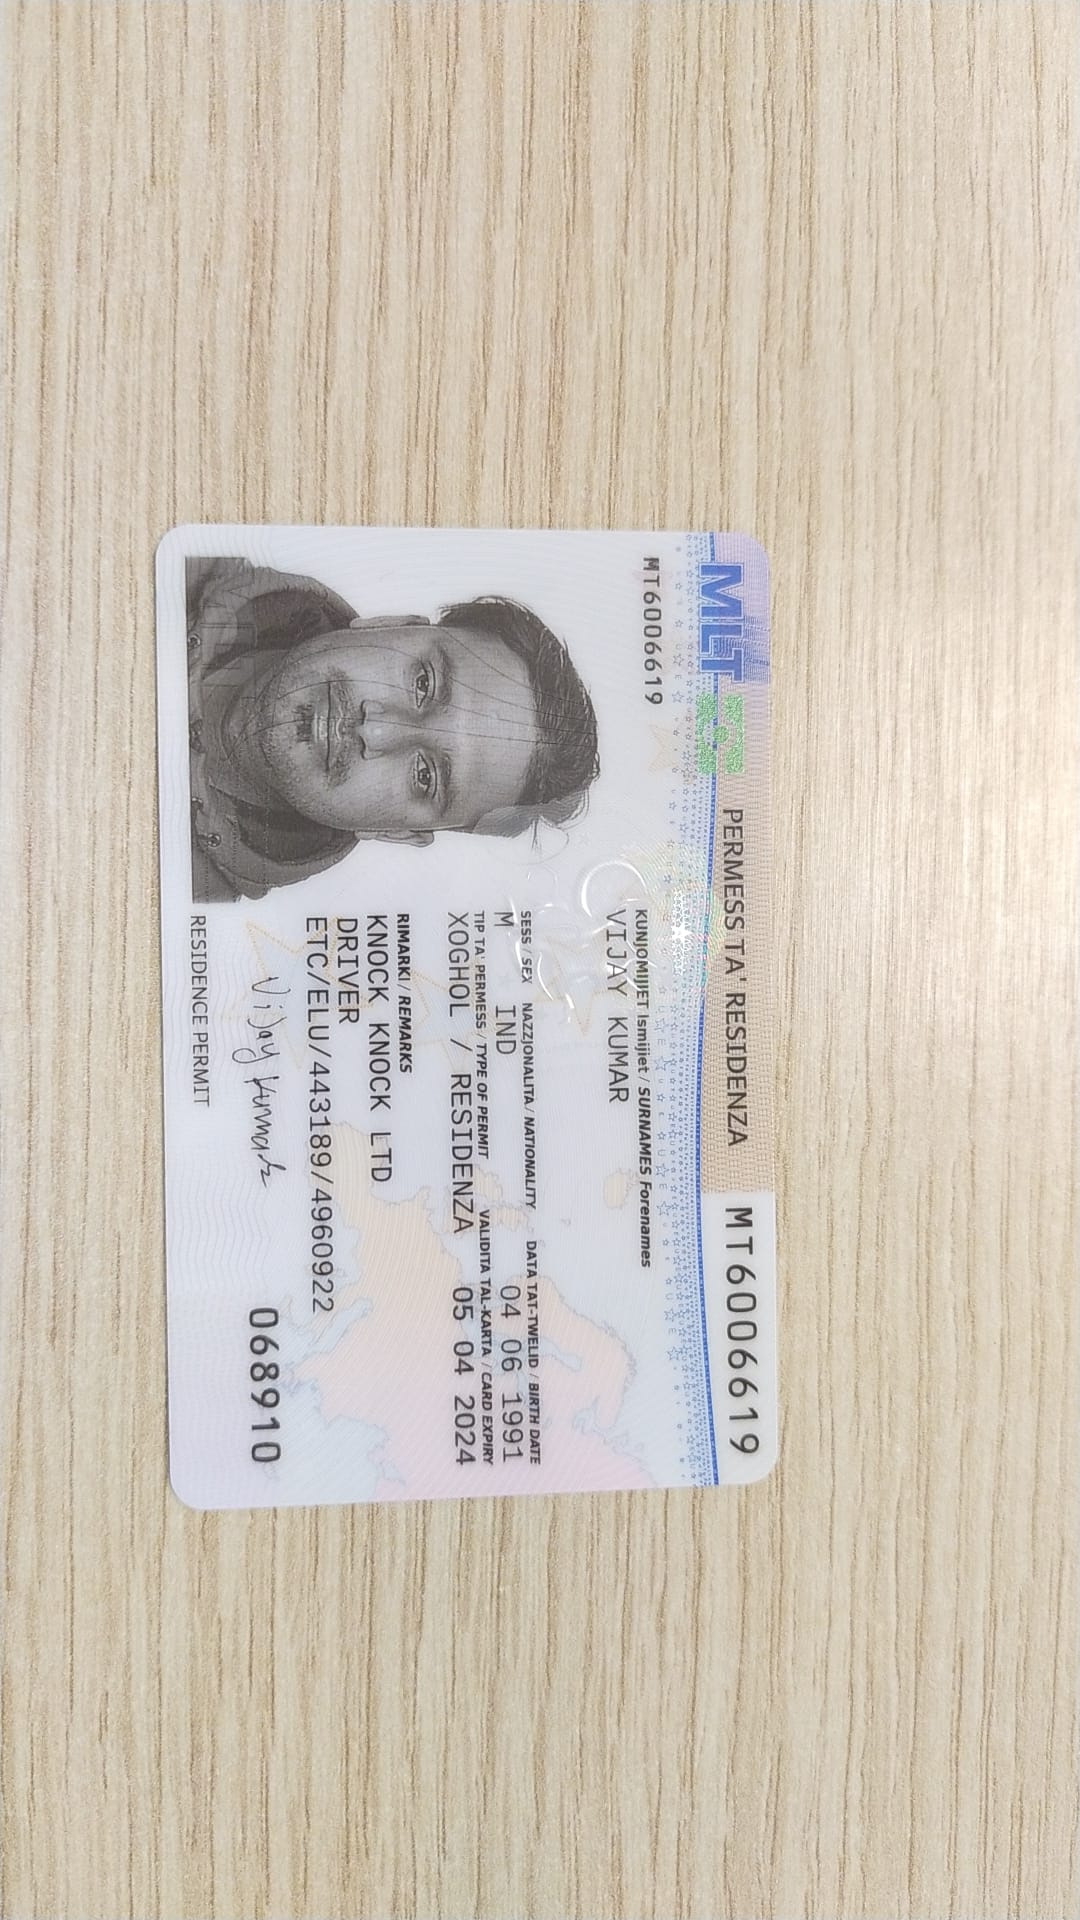 MLT PERMESS TA' RESIDENZA MT6006619
MT6006619
KUNJOMIJIET Ismijiet / SURNAMES Forenames
VIJAY KUMAR
SESS / SEX NAZZJONALITA / NATIONALITY DATA TAT-TWELID / BIRTH DATE
M IND 04 06 1991
TIP TA' PERMESS / TYPE OF PERMIT VALIDITA TAL-KARTA / CARD EXPIRY
XOGHOL / RESIDENZA 05 04 2024
RIMARKI / REMARKS
KNOCK KNOCK LTD
DRIVER
ETC/ELU/443189/4960922
Vijay Kumar
068910
RESIDENCE PERMIT